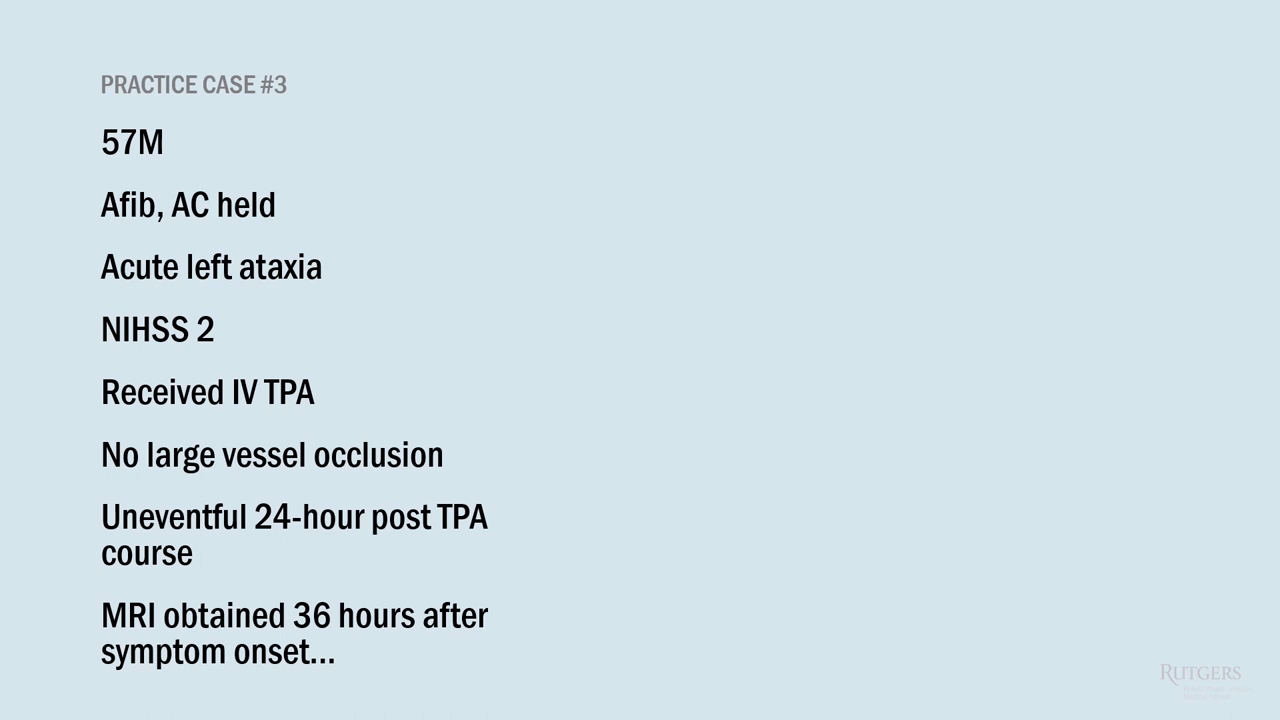 PRACTICE CASE #3
57M
Afib, AC held
Acute left ataxia
NIHSS 2
Received IV TPA
No large vessel occlusion
Uneventful 24-hour post TPA
course
MRI obtained 36 hours after
symptom onset...
RUTGERS